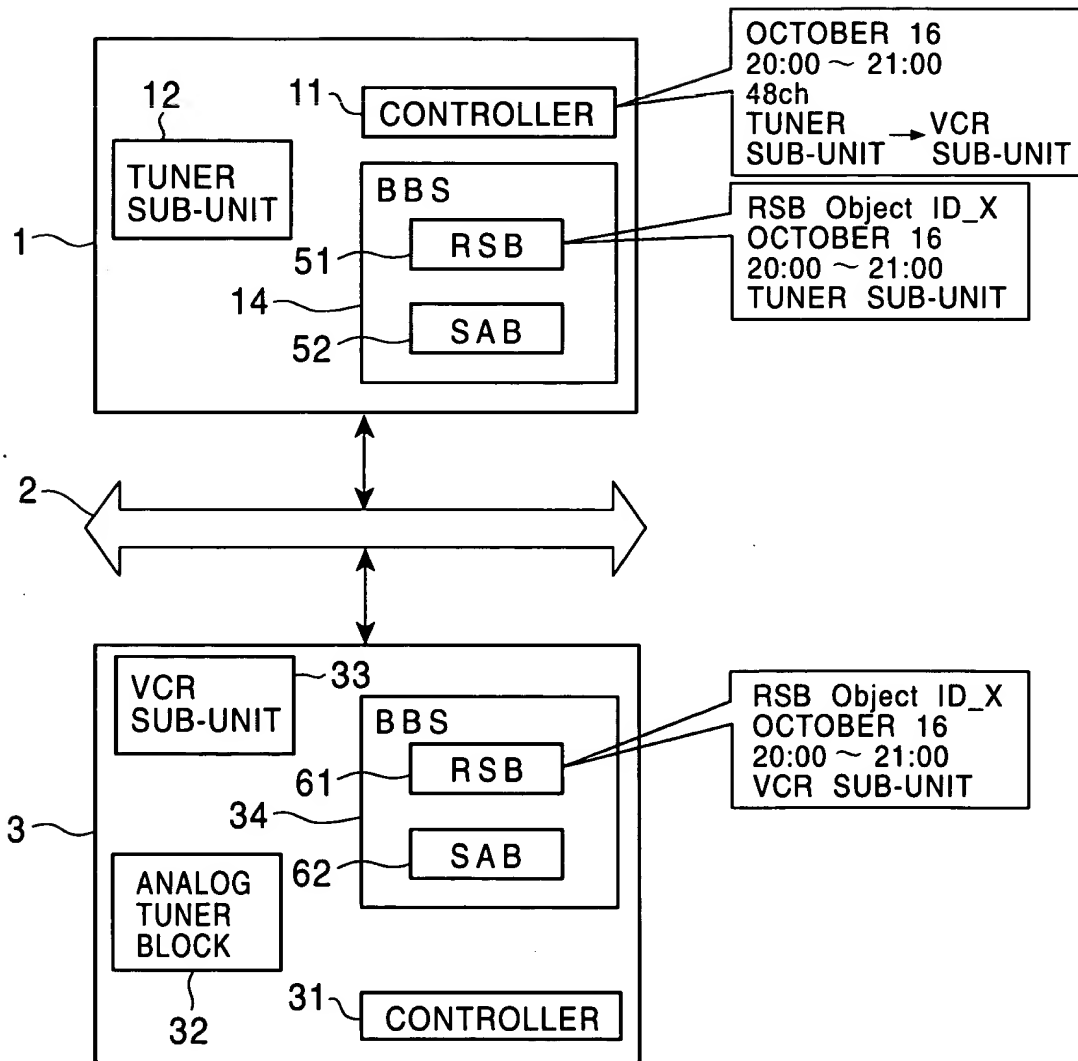 OCTOBER 16
20:00 ~ 21:00
48ch
TUNER → VCR
SUB-UNIT SUB-UNIT
11
CONTROLLER
12
TUNER
SUB-UNIT
BBS
RSB
51
SAB
52
14
1
RSB Object ID_X
OCTOBER 16
20:00 ~ 21:00
TUNER SUB-UNIT
2
VCR
SUB-UNIT
33
BBS
RSB
61
34
SAB
62
3
RSB Object ID_X
OCTOBER 16
20:00 ~ 21:00
VCR SUB-UNIT
ANALOG
TUNER
BLOCK
32
31
CONTROLLER